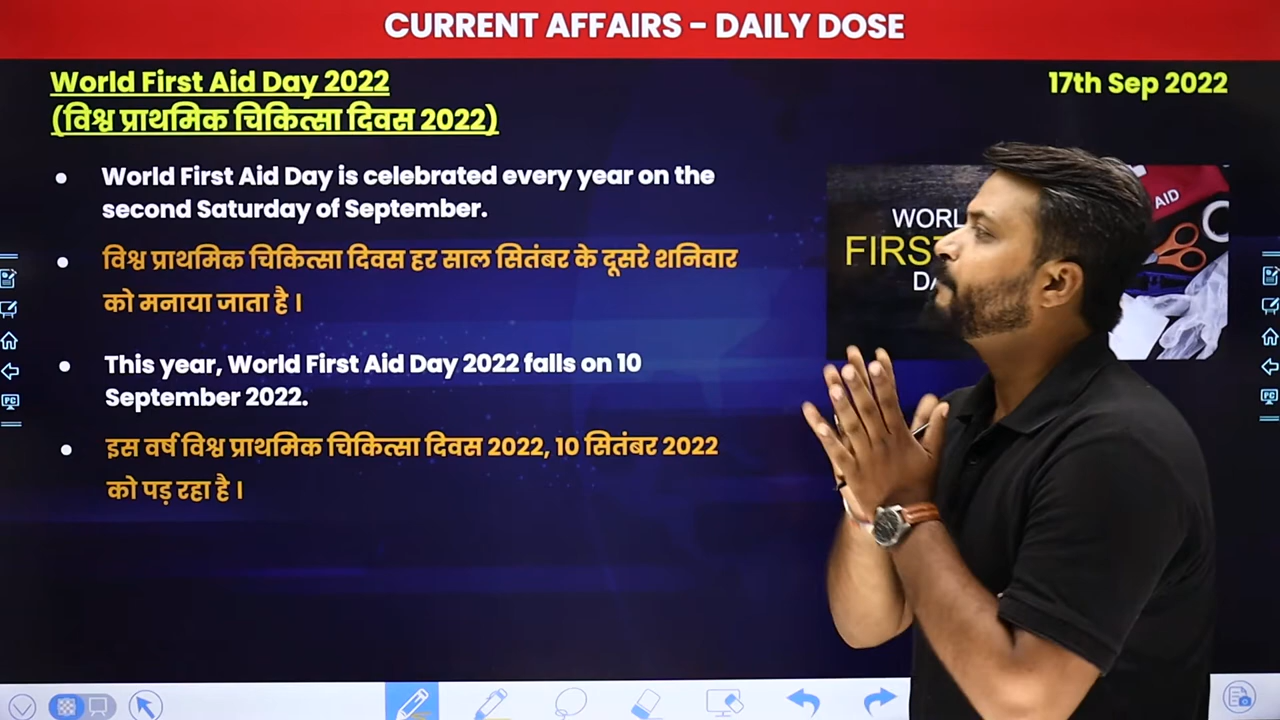 CURRENT AFFAIRS – DAILY DOSE
World First Aid Day 2022
17th Sep 2022
(विश्व प्राथमिक चिकित्सा दिवस 2022)
World First Aid Day is celebrated every year on the
second Saturday of September.
विश्व प्राथमिक चिकित्सा दिवस हर साल सितंबर के दूसरे शनिवार
को मनाया जाता है ।
This year, World First Aid Day 2022 falls on 10
September 2022.
इस वर्ष विश्व प्राथमिक चिकित्सा दिवस 2022, 10 सितंबर 2022
को पड़ रहा है ।
AID
PC
PC